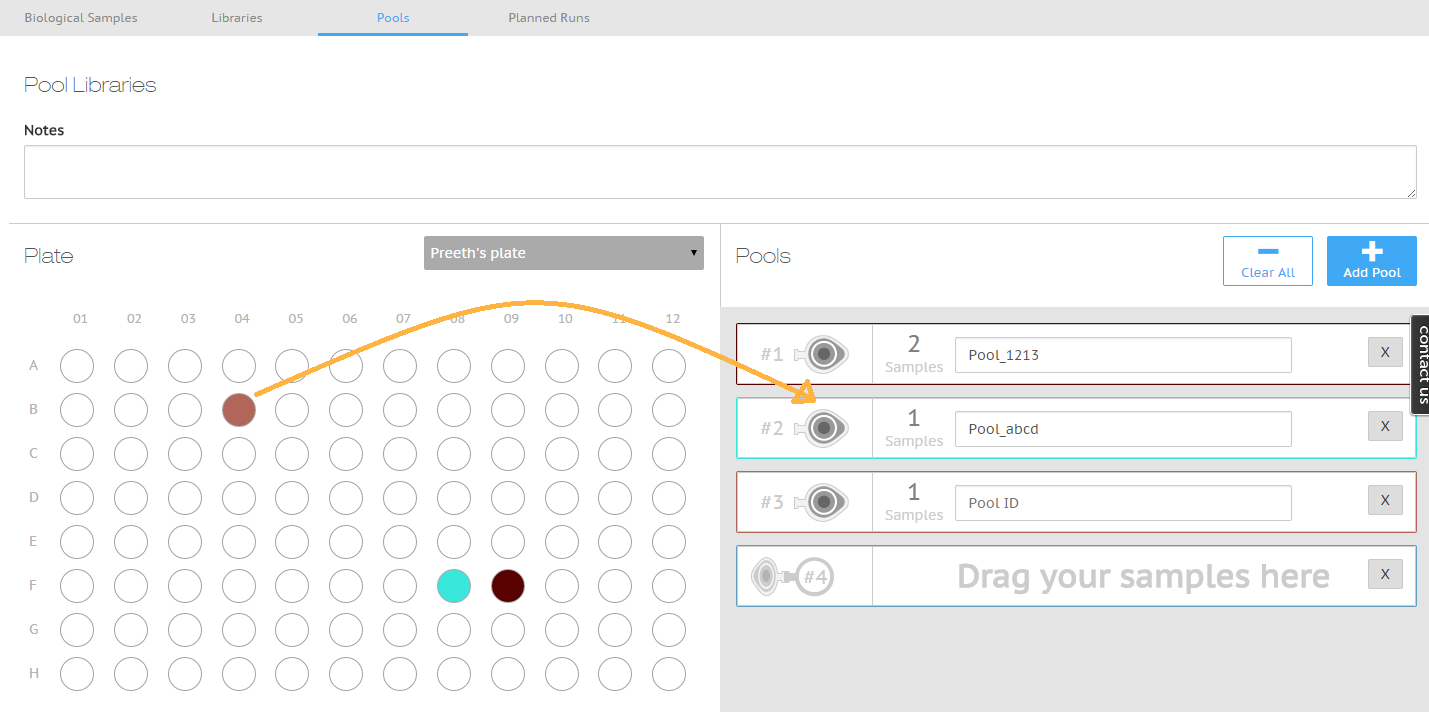 Biological Samples Libraries Pools Planned Runs
Pool Libraries
Notes
Plate
Preeth's plate
01 02 03 04 05 06 07 08 09 10 11 12
A
B
C
D
E
F
G
H
Pools
Clear All
Add Pool
#1
2
Samples
Pool_1213
X
#2
1
Samples
Pool_abcd
X
#3
1
Samples
Pool ID
X
#4
Drag your samples here
X
contact us